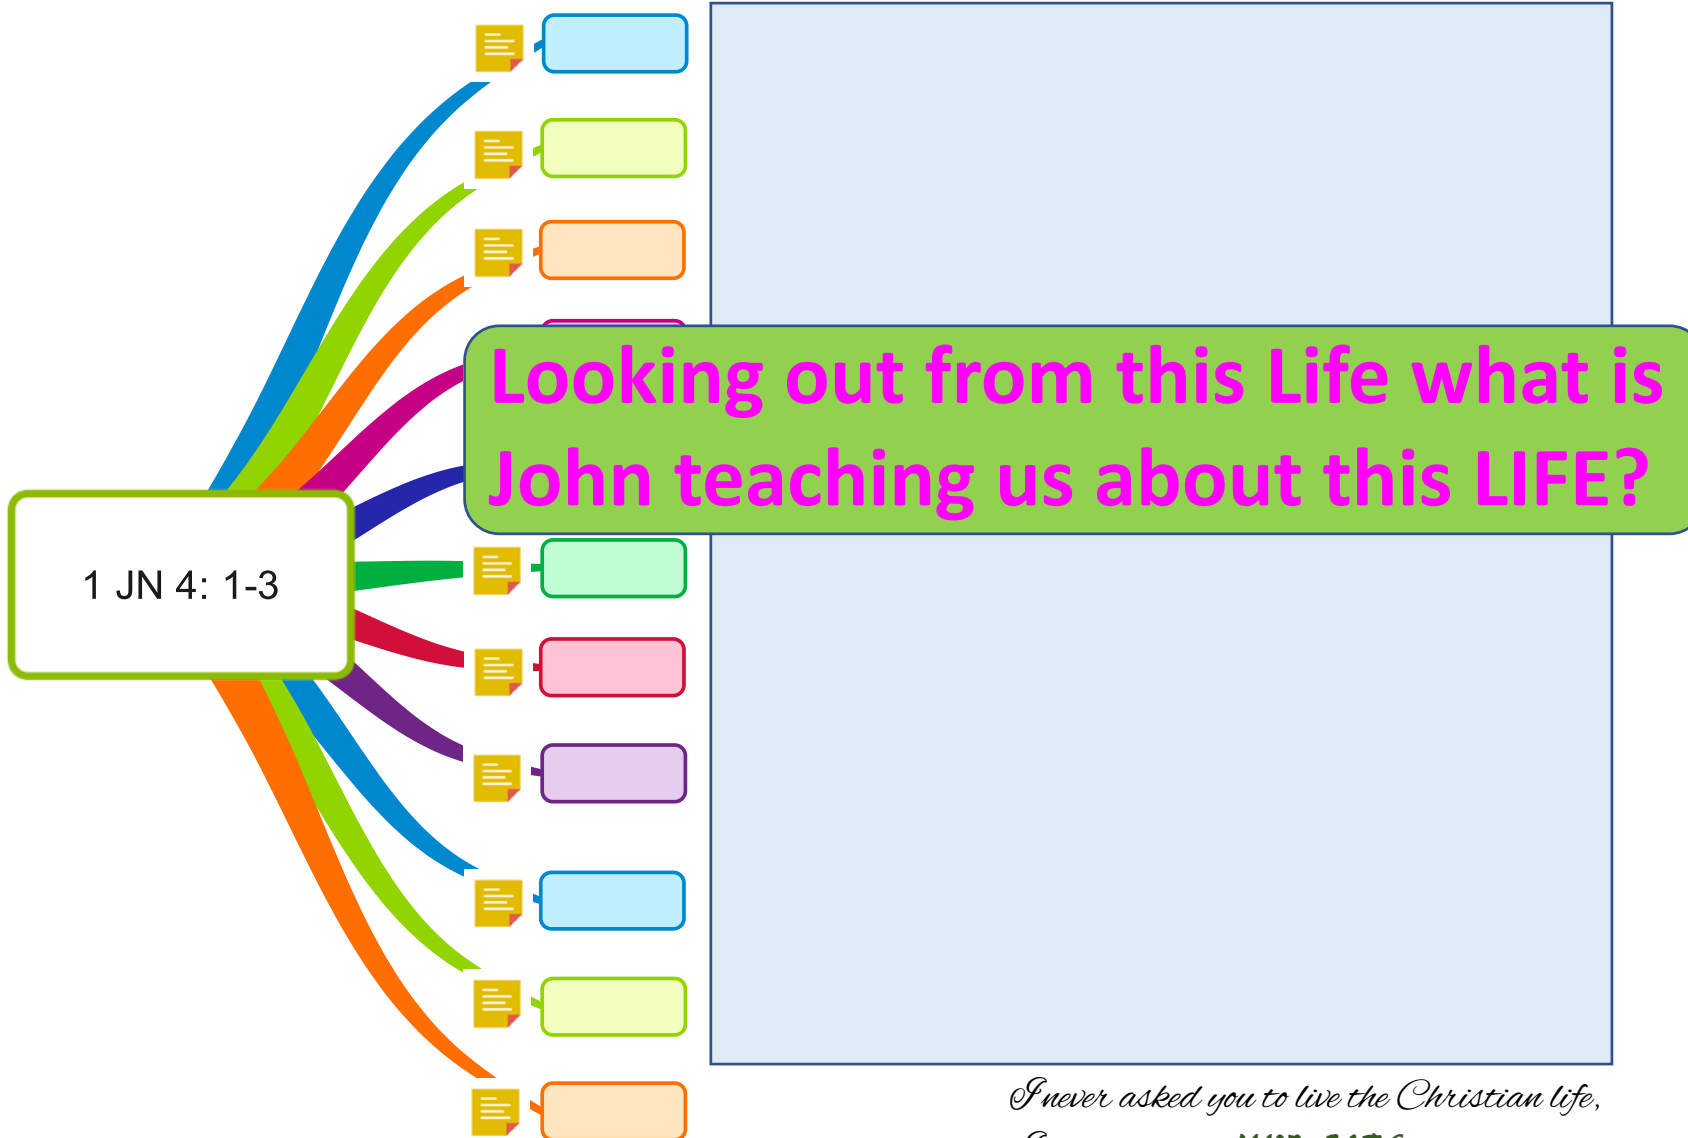 Looking out from this Life what is
John teaching us about this LIFE?
1 JN 4: 1-3
I never asked you to live the Christian life,